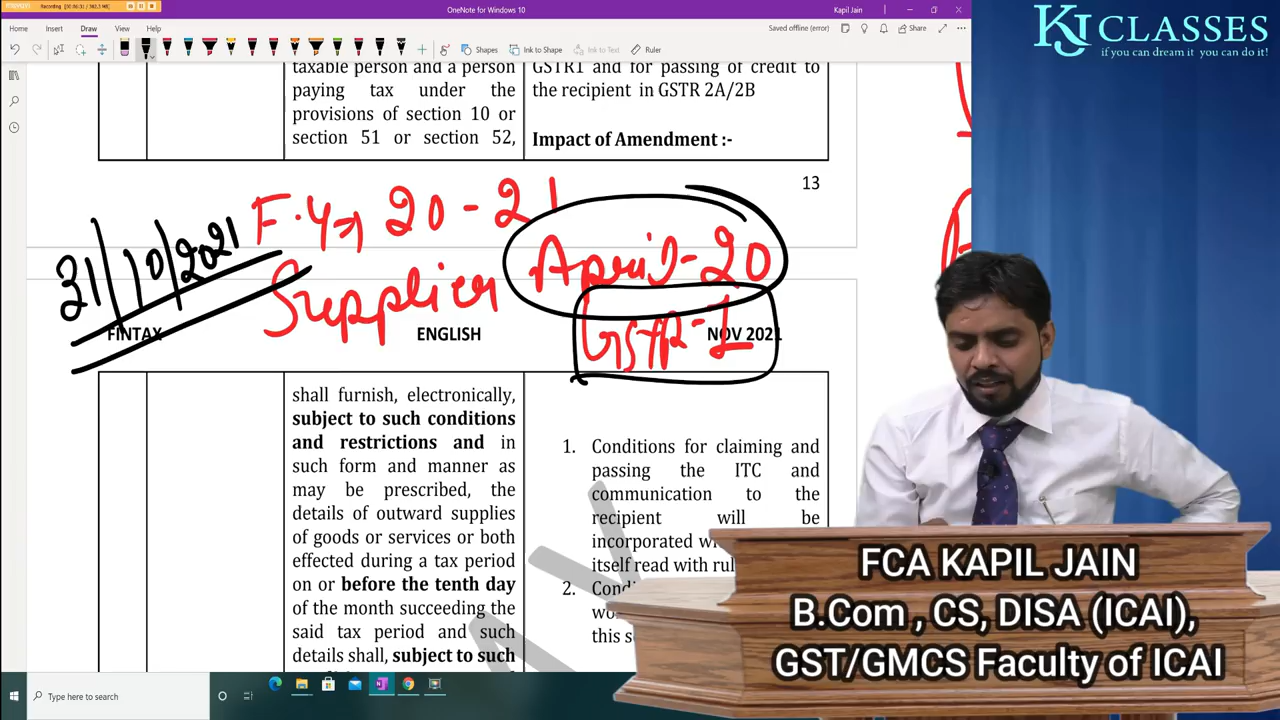 Recording [00:00:31 / 362.3 MB
OneNote for Windows 10
Kapil Jain
Home Insert Draw View Help
Saved offline (error)
Share
Shapes
Ink to Shape
Ink to Text
Ruler
KJ CLASSES
if you can dream it you can do it!
taxable person and a person
paying tax under the
provisions of section 10 or
section 51 or section 52,
GSTR1 and for passing of credit to
the recipient in GSTR 2A/2B
Impact of Amendment :-
13
F.Y⇒ 20-21
31/10/2021
Supplier
April-20
GSTR-1
FINTAX
ENGLISH
NOV 2021
shall furnish, electronically,
subject to such conditions
and restrictions and in
such form and manner as
may be prescribed, the
details of outward supplies
of goods or services or both
effected during a tax period
on or before the tenth day
of the month succeeding the
said tax period and such
details shall, subject to such
1. Conditions for claiming and
passing the ITC and
communication to the
recipient will be
incorporated
itself read with
2.
this
FCA KAPIL JAIN
B.Com , CS, DISA (ICAI),
GST/GMCS Faculty of ICAI
Type here to search